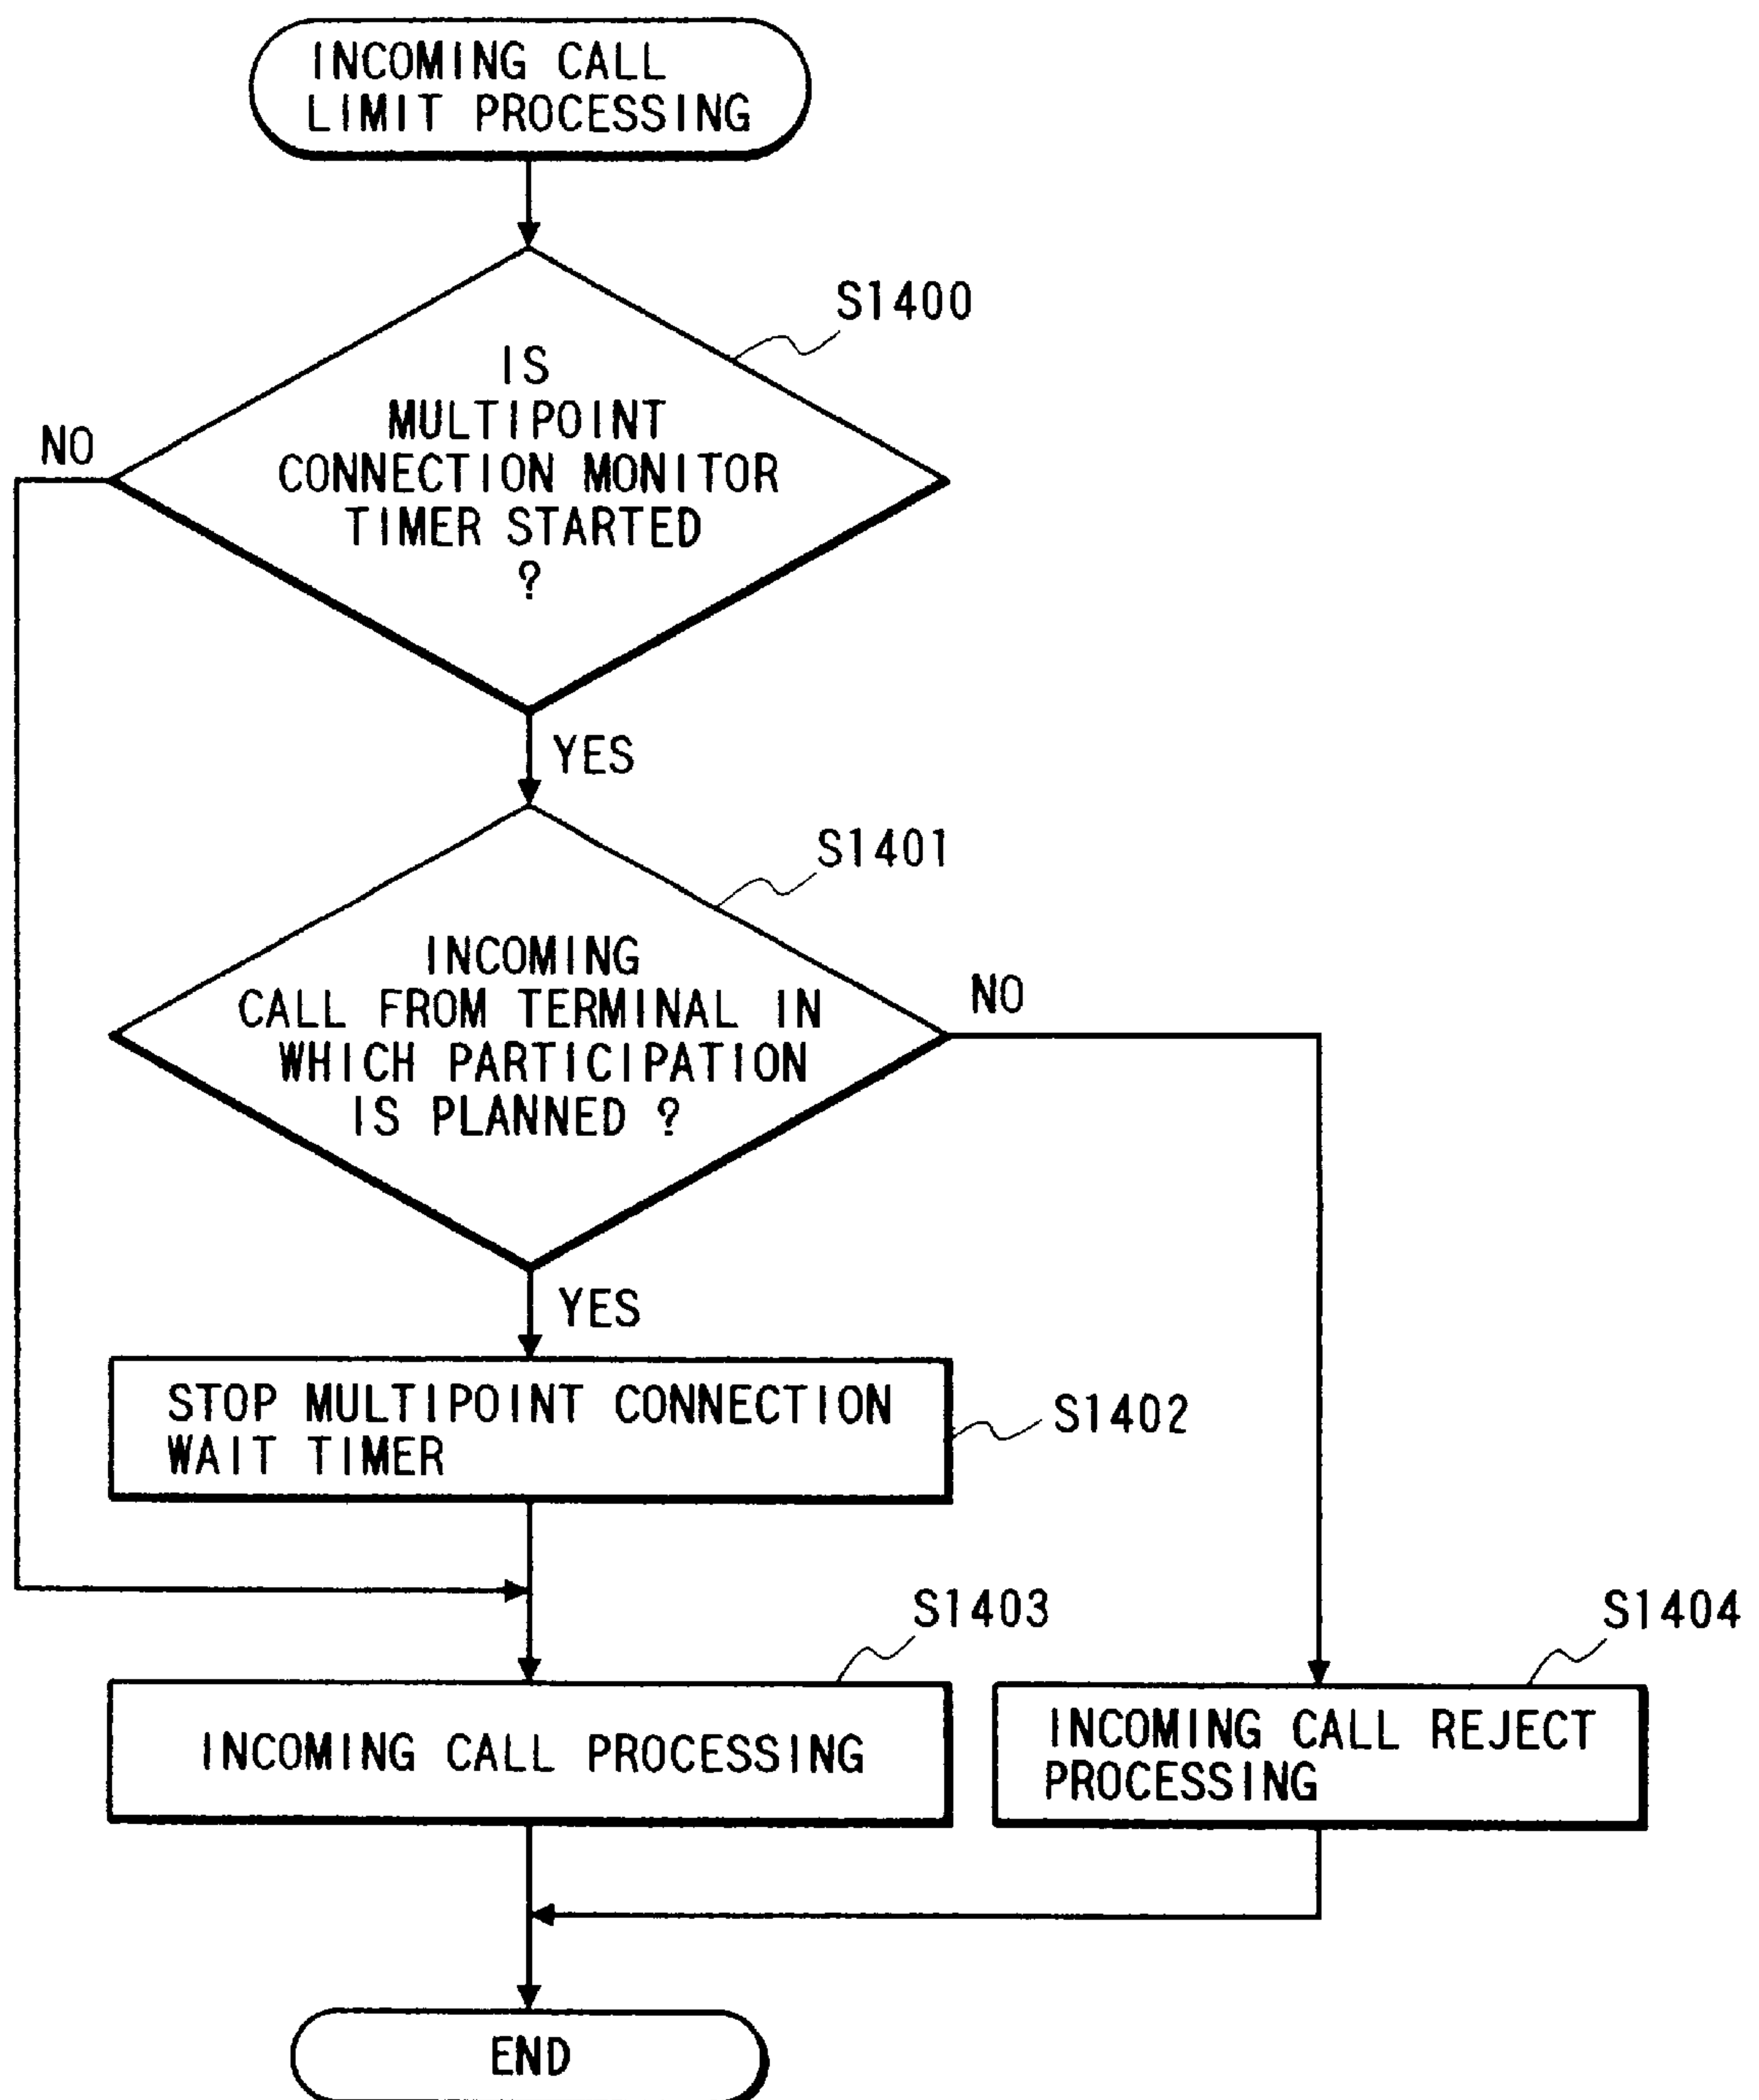 INCOMING CALL
LIMIT PROCESSING
S1400
IS
MULTIPOINT
CONNECTION MONITOR
TIMER STARTED
?
NO
YES
S1401
INCOMING
CALL FROM TERMINAL IN
WHICH PARTICIPATION
IS PLANNED ?
NO
YES
STOP MULTIPOINT CONNECTION
WAIT TIMER
S1402
S1403
INCOMING CALL PROCESSING
S1404
INCOMING CALL REJECT
PROCESSING
END